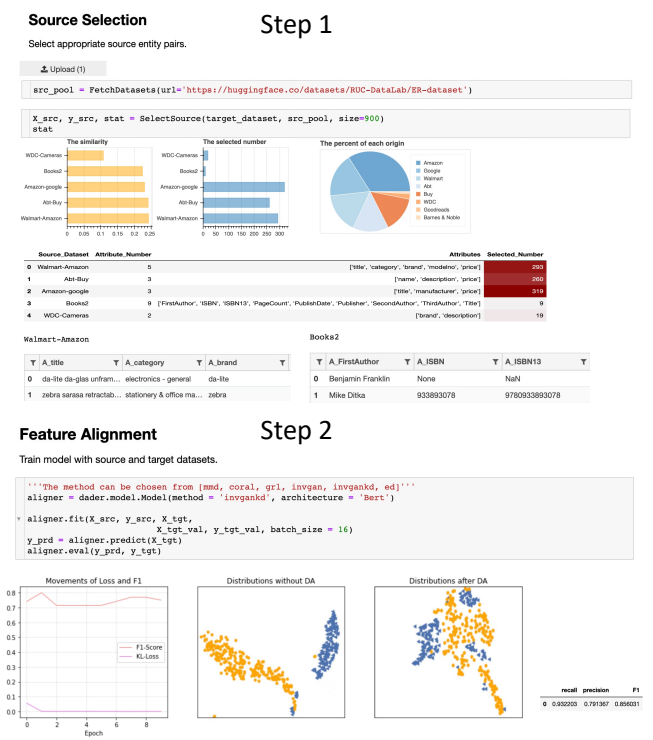 Source Selection
Step 1
Select appropriate source entity pairs.
Upload (1)
src_pool = FetchDatasets(url='https://huggingface.co/datasets/RUC-DataLab/ER-dataset')
X_src, y_src, stat = SelectSource(target_dataset, src_pool, size=900)
stat
The similarity
WDC-Cameras
Books2
Amazon-google
Abt-Buy
Walmart-Amazon
0 0.05 0.1 0.15 0.2 0.25
The selected number
WDC-Cameras
Books2
Amazon-google
Abt-Buy
Walmart-Amazon
0 50 100 150 200 250 300
The percent of each origin
Amazon
Google
Walmart
Abt
Buy
WDC
Goodreads
Barnes & Noble
Source_Dataset Attribute_Number Attributes Selected_Number
0 Walmart-Amazon 5 ['title', 'category', 'brand', 'modelno', 'price'] 293
1 Abt-Buy 3 ['name', 'description', 'price'] 260
2 Amazon-google 3 ['title', 'manufacturer', 'price'] 319
3 Books2 9 ['FirstAuthor', 'ISBN', 'ISBN13', 'PageCount', 'PublishDate', 'Publisher', 'SecondAuthor', 'ThirdAuthor', 'Title'] 9
4 WDC-Cameras 2 ['brand', 'description'] 19
Walmart-Amazon
A_title A_category A_brand
0 da-lite da-glas unfram... electronics - general da-lite
1 zebra sarasa retractab... stationery & office ma... zebra
Books2
A_FirstAuthor A_ISBN A_ISBN13
0 Benjamin Franklin None NaN
1 Mike Ditka 933893078 9780933893078
Feature Alignment
Step 2
Train model with source and target datasets.
'''The method can be chosen from [mmd, coral, grl, invgan, invgankd, ed]'''
aligner = dader.model.Model(method = 'invgankd', architecture = 'Bert')
aligner.fit(X_src, y_src, X_tgt,
X_tgt_val, y_tgt_val, batch_size = 16)
y_prd = aligner.predict(X_tgt)
aligner.eval(y_prd, y_tgt)
Movements of Loss and F1
0.8
0.7
0.6
0.5
0.4
0.3
0.2
0.1
0.0
F1-Score
KL-Loss
0 2 4 6 8
Epoch
Distributions without DA
Distributions after DA
recall precision F1
0 0.932203 0.791367 0.856031